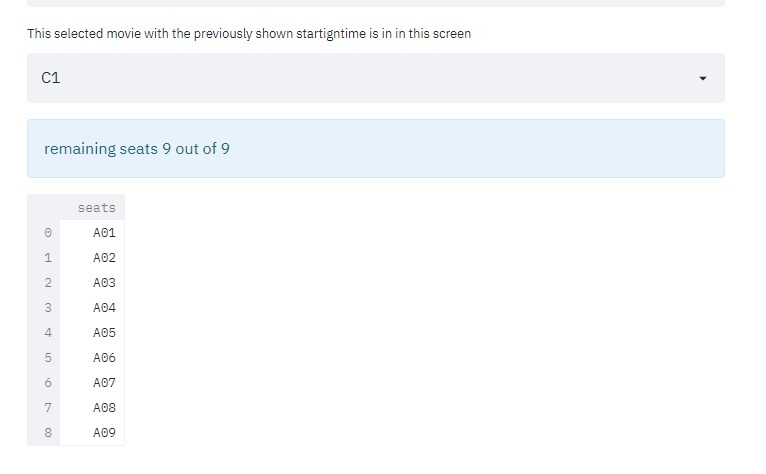 This selected movie with the previously shown startigntime is in in this screen
C1
remaining seats 9 out of 9
seats
0 A01
1 A02
2 A03
3 A04
4 A05
5 A06
6 A07
7 A08
8 A09